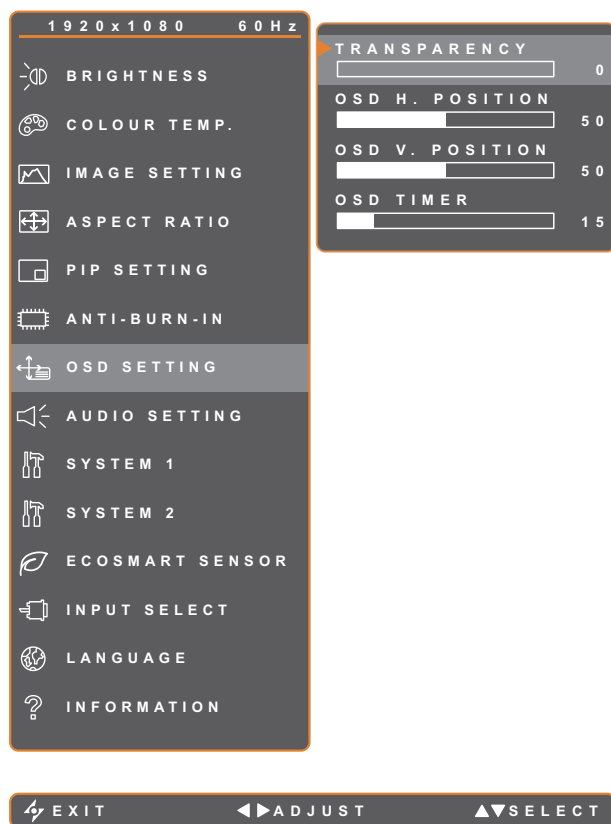 1920x1080 60Hz
BRIGHTNESS
COLOUR TEMP.
IMAGE SETTING
ASPECT RATIO
PIP SETTING
ANTI-BURN-IN
OSD SETTING
AUDIO SETTING
SYSTEM 1
SYSTEM 2
ECOSMART SENSOR
INPUT SELECT
LANGUAGE
INFORMATION
TRANSPARENCY
0
OSD H. POSITION
50
OSD V. POSITION
50
OSD TIMER
15
EXIT ADJUST SELECT